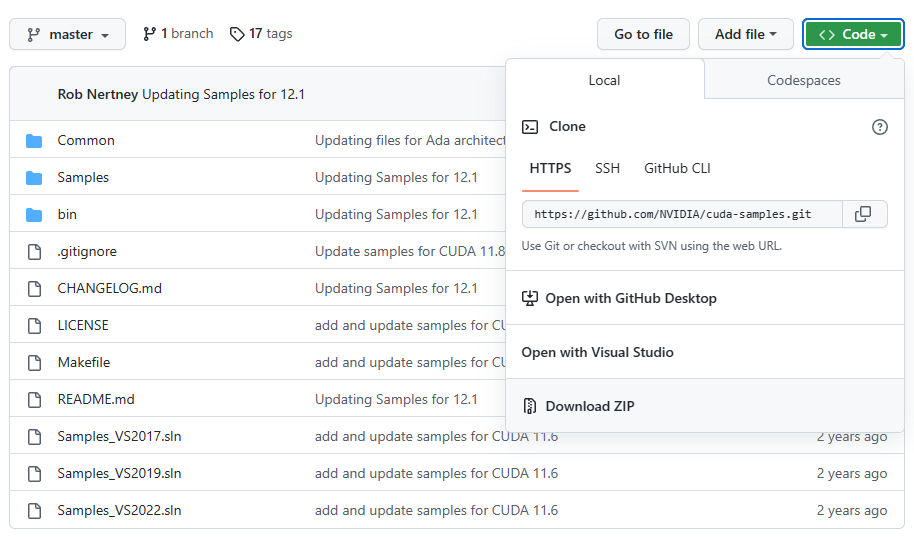 master 1 branch 17 tags Go to file Add file <> Code
Rob Nertney Updating Samples for 12.1
Local Codespaces
Clone
HTTPS SSH GitHub CLI
https://github.com/NVIDIA/cuda-samples.git
Use Git or checkout with SVN using the web URL.
Open with GitHub Desktop
Open with Visual Studio
Download ZIP
Common Updating files for Ada architect
Samples Updating Samples for 12.1
bin Updating Samples for 12.1
.gitignore Update samples for CUDA 11.8
CHANGELOG.md Updating Samples for 12.1
LICENSE add and update samples for CU
Makefile add and update samples for CU
README.md Updating Samples for 12.1
Samples_VS2017.sln add and update samples for CUDA 11.6 2 years ago
Samples_VS2019.sln add and update samples for CUDA 11.6 2 years ago
Samples_VS2022.sln add and update samples for CUDA 11.6 2 years ago